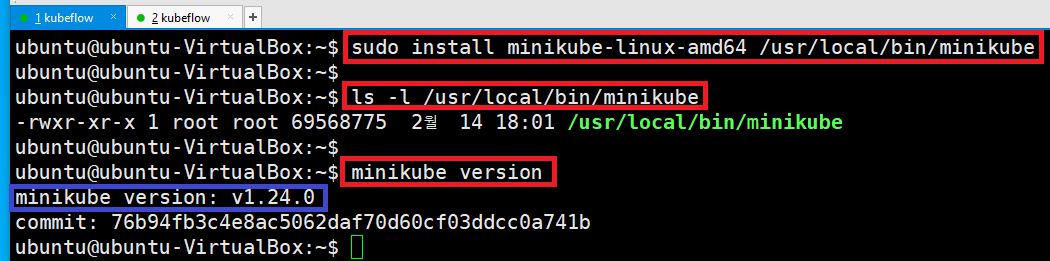 1 kubeflow
2 kubeflow
ubuntu@ubuntu-VirtualBox:~$ sudo install minikube-linux-amd64 /usr/local/bin/minikube
ubuntu@ubuntu-VirtualBox:~$
ubuntu@ubuntu-VirtualBox:~$ ls -l /usr/local/bin/minikube
-rwxr-xr-x 1 root root 69568775  2월  14 18:01 /usr/local/bin/minikube
ubuntu@ubuntu-VirtualBox:~$
ubuntu@ubuntu-VirtualBox:~$ minikube version
minikube version: v1.24.0
commit: 76b94fb3c4e8ac5062daf70d60cf03ddcc0a741b
ubuntu@ubuntu-VirtualBox:~$